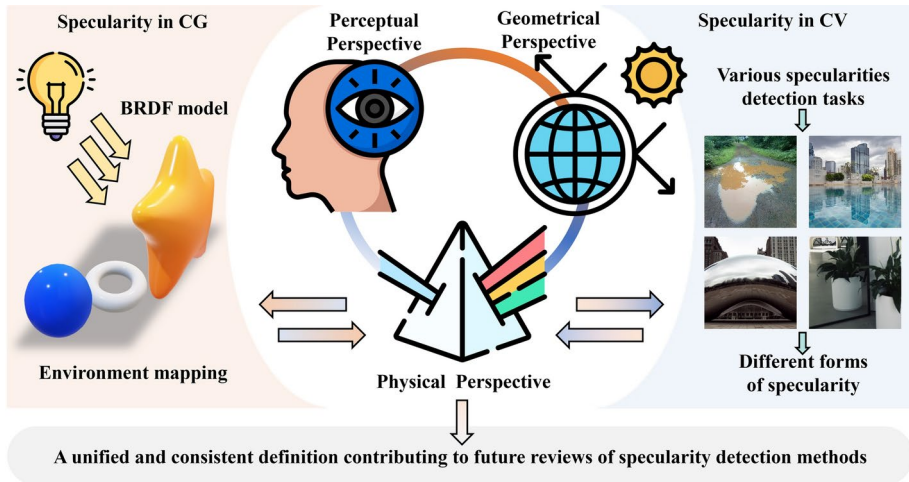 Specularity in CG
BRDF model
Environment mapping
Perceptual
Perspective
Geometrical
Perspective
Physical Perspective
Specularity in CV
Various specularities
detection tasks
Different forms
of specularity
A unified and consistent definition contributing to future reviews of specularity detection methods